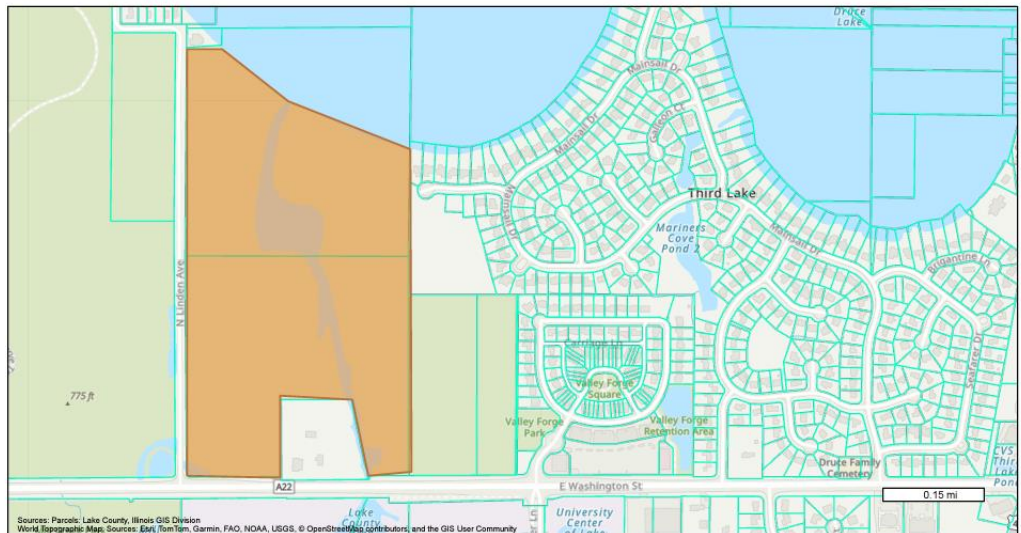 Druce
Lake
Mainsail Dr
Galleon Ct
Mainsail Dr
Third Lake
Mainsail Dr
Mariners
Cove
Pond 2
Mainsail Dr
Brigantine Ln
N Linden Ave
Seafarer Dr
Carriage Ln
775 ft
Valley Forge
Square
Valley Forge
Park
Valley Forge
Retention Area
Druce Family
Cemetery
CVS
Third
Lake
Pond
A22
E Washington St
0.15 mi
Lake
County
University
Center
of Lake
Sources: Parcels: Lake County, Illinois GIS Division
World Topographic Map, Sources: Esri, TomTom, Garmin, FAO, NOAA, USGS, © OpenStreetMap contributors, and the GIS User Community